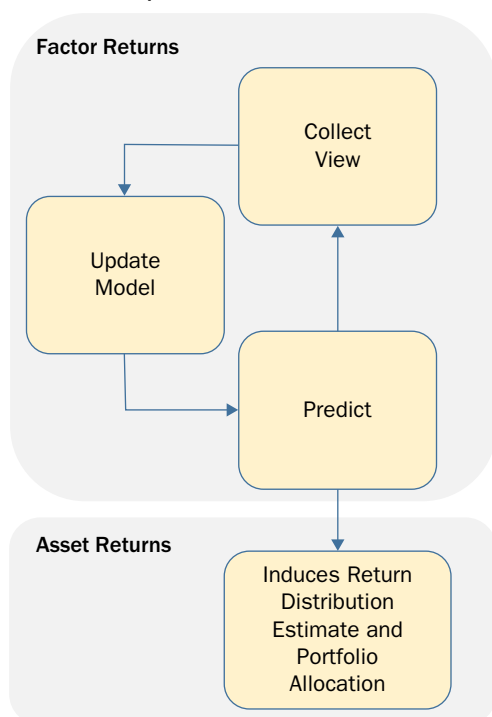 Factor Returns
Collect
View
Update
Model
Predict
Asset Returns
Induces Return
Distribution
Estimate and
Portfolio
Allocation